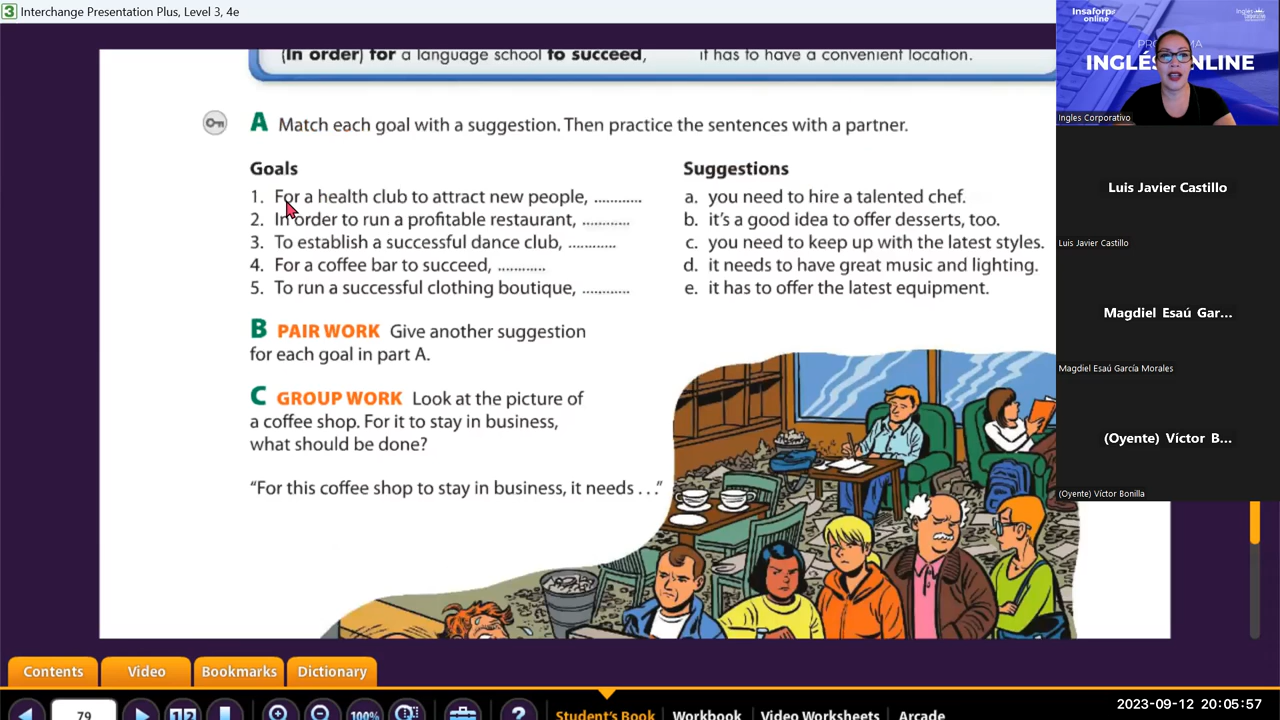 Interchange Presentation Plus, Level 3, 4e
(In order) for a language school to succeed, it has to have a convenient location.
A Match each goal with a suggestion. Then practice the sentences with a partner.
Goals
1. For a health club to attract new people, ............
2. In order to run a profitable restaurant, ............
3. To establish a successful dance club, ............
4. For a coffee bar to succeed, ............
5. To run a successful clothing boutique, ............
Suggestions
a. you need to hire a talented chef.
b. it's a good idea to offer desserts, too.
c. you need to keep up with the latest styles.
d. it needs to have great music and lighting.
e. it has to offer the latest equipment.
B PAIR WORK Give another suggestion
for each goal in part A.
C GROUP WORK Look at the picture of
a coffee shop. For it to stay in business,
what should be done?
"For this coffee shop to stay in business, it needs . . ."
Contents
Video
Bookmarks
Dictionary
79
100%
Student's Book
Workbook
Video Worksheets
Arcade
Insaforp
online
INGLÉS ONLINE
Ingles Corporativo
Luis Javier Castillo
Luis Javier Castillo
Magdiel Esaú Gar...
Magdiel Esaú García Morales
(Oyente) Víctor B...
(Oyente) Víctor Bonilla
2023-09-12 20:05:57